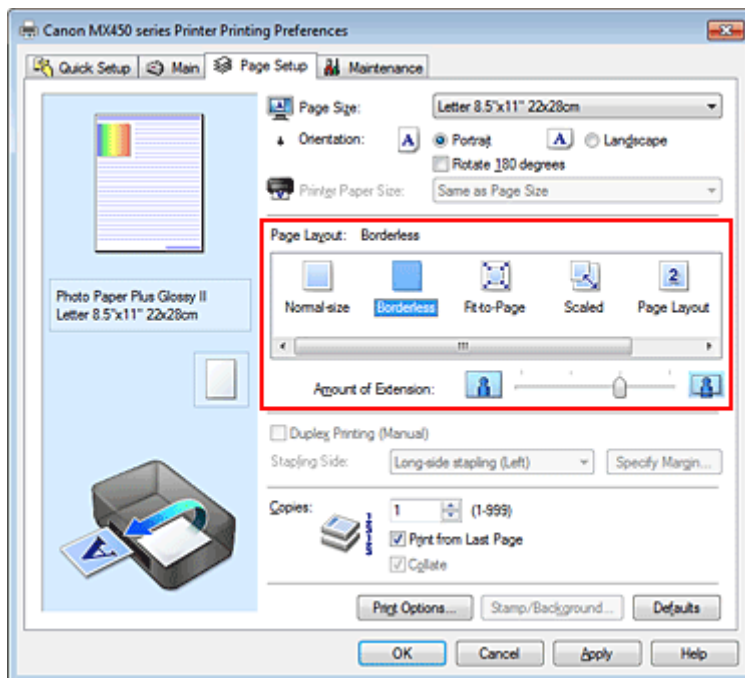 Canon MX450 series Printer Printing Preferences
Quick Setup Main Page Setup Maintenance
Page Size: Letter 8.5"x11" 22x28cm
Orientation: A Portrait A Landscape
Rotate 180 degrees
Printer Paper Size: Same as Page Size
Photo Paper Plus Glossy II
Letter 8.5"x11" 22x28cm
Page Layout: Borderless
2
Normal-size Borderless Fit-to-Page Scaled Page Layout
Amount of Extension:
Duplex Printing (Manual)
Stapling Side: Long-side stapling (Left) Specify Margin...
Copies: 1 (1-999)
Print from Last Page
Collate
A
Print Options... Stamp/Background... Defaults
OK Cancel Apply Help